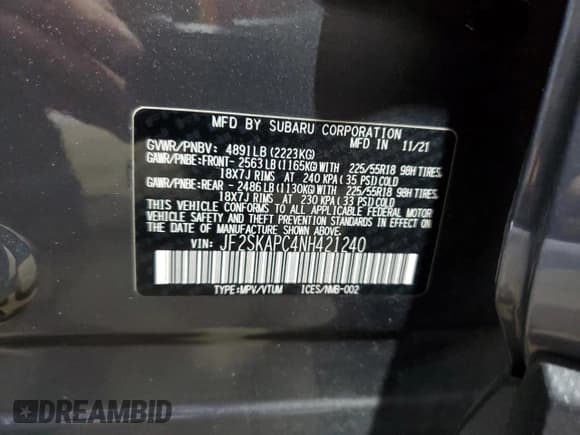 MFD BY SUBARU CORPORATION
MFD IN 11/21
GVWR/PNBV: 4891LB(2223KG)
GAWR/PNBE:FRONT- 2563LB(1165KG)WITH 225/55R18 98H TIRES,
18X7J RIMS AT 240 KPA(35 PSI)COLD
GAWR/PNBE:REAR - 2486LB(1130KG)WITH 225/55R18 98H TIRES,
18X7J RIMS AT 230 KPA(33 PSI)COLD
THIS VEHICLE CONFORMS TO ALL APPLICABLE FEDERAL MOTOR
VEHICLE SAFETY AND THEFT PREVENTION STANDARDS IN EFFECT ON
THE DATE OF MANUFACTURE SHOWN ABOVE.
VIN: JF2SKAPC4NH421240
TYPE:MPV/VTUM ICES/NMB-002
DREAMBID